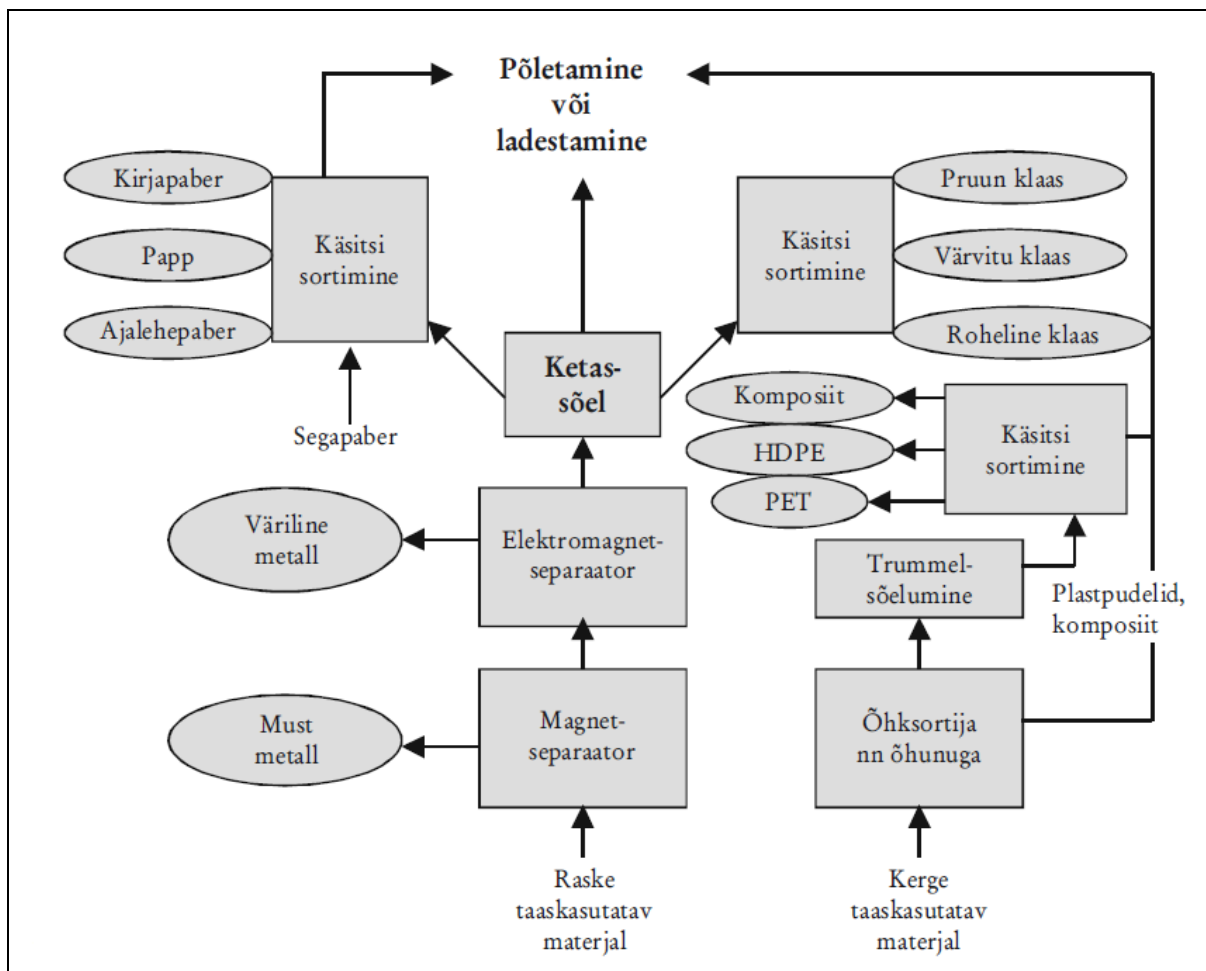 Põletamine
või
ladestamine
Kirjapaber
Papp
Ajalehepaber
Käsitsi
sortimine
Segapaber
Ketas-
sõel
Käsitsi
sortimine
Pruun klaas
Värvitu klaas
Roheline klaas
Komposiit
HDPE
PET
Käsitsi
sortimine
Väriline
metall
Elektromagnet-
separaator
Trummel-
sõelumine
Plastpudelid,
komposiit
Must
metall
Magnet-
separaator
Õhksortija
nn õhunuga
Raske
taaskasutatav
materjal
Kerge
taaskasutatav
materjal